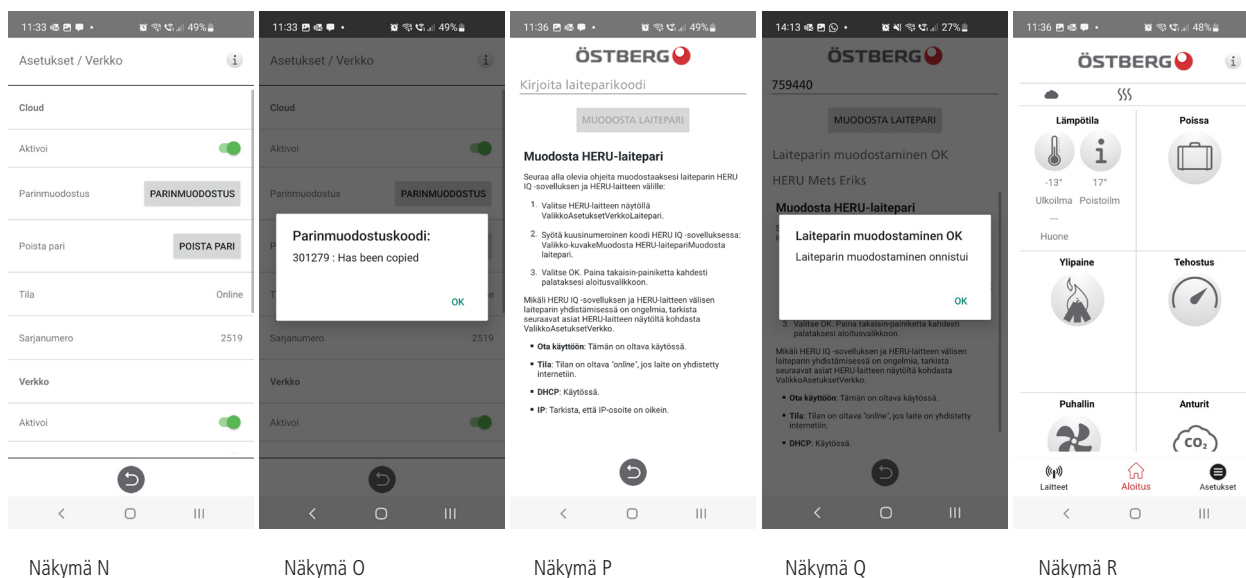 11:33 49%
Asetukset / Verkko i
Cloud
Aktivoi
Parinmuodostus PARINMUODOSTUS
Poista pari POISTA PARI
Tila Online
Sarjanumero 2519
Verkko
Aktivoi
Näkymä N
11:33 49%
Asetukset / Verkko i
Cloud
Aktivoi
Parinmuodostus PARINMUODOSTUS
Parinmuodostuskoodi:
301279 : Has been copied
OK
Sarjanumero 2519
Verkko
Aktivoi
Näkymä O
11:36 49%
ÖSTBERG
Kirjoita laiteparikoodi
MUODOSTA LAITEPARI
Muodosta HERU-laitepari
Seuraa alla olevia ohjeita muodostaaksesi laiteparin HERU
IQ -sovelluksen ja HERU-laitteen välille:
1. Valitse HERU-laitteen näytöllä
ValikkoAsetuksetVerkkoLaitepari.
2. Syötä kuusinumeroinen koodi HERU IQ -sovelluksessa:
Valikko-kuvakeMuodosta HERU-laitepariMuodosta
laitepari.
3. Valitse OK. Paina takaisin-painiketta kahdesti
palataksesi aloitusvalikkoon.
Mikäli HERU IQ -sovelluksen ja HERU-laitteen välisen
laiteparin yhdistämisessä on ongelmia, tarkista
seuraavat asiat HERU-laitteen näytöltä kohdasta
ValikkoAsetuksetVerkko.
▪ Ota käyttöön: Tämän on oltava käytössä.
▪ Tila: Tilan on oltava "online", jos laite on yhdistetty
internetiin.
▪ DHCP: Käytössä.
▪ IP: Tarkista, että IP-osoite on oikein.
Näkymä P
14:13 27%
ÖSTBERG
759440
MUODOSTA LAITEPARI
Laiteparin muodostaminen OK
HERU Mets Eriks
Muodosta HERU-laitepari
Laiteparin muodostaminen OK
Laiteparin muodostaminen onnistui
OK
3. Valitse OK. Paina takaisin-painiketta kahdesti
palataksesi aloitusvalikkoon.
Mikäli HERU IQ -sovelluksen ja HERU-laitteen välisen
laiteparin yhdistämisessä on ongelmia, tarkista
seuraavat asiat HERU-laitteen näytöltä kohdasta
ValikkoAsetuksetVerkko.
▪ Ota käyttöön: Tämän on oltava käytössä.
▪ Tila: Tilan on oltava "online", jos laite on yhdistetty
internetiin.
▪ DHCP: Käytössä.
Näkymä Q
11:36 48%
ÖSTBERG i
Lämpötila Poissa
-13° 17°
Ulkoilma Poistoilm
---
Huone
Ylipaine Tehostus
Puhallin Anturit
CO₂
Laitteet Aloitus Asetukset
Näkymä R